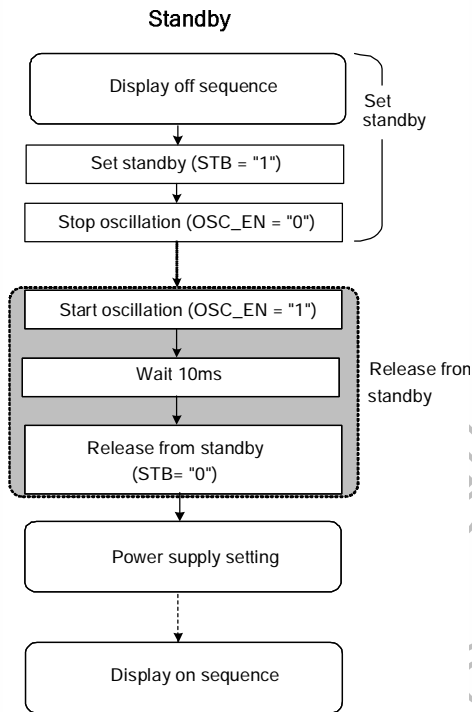 Standby
Display off sequence
Set
standby
Set standby (STB = "1")
Stop oscillation (OSC_EN = "0")
Start oscillation (OSC_EN = "1")
Wait 10ms
Release from
standby
Release from standby
(STB= "0")
Power supply setting
Display on sequence